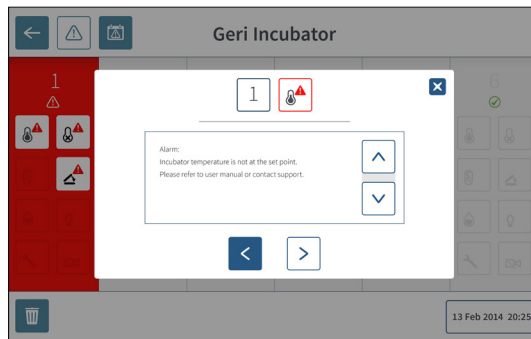 Geri Incubator
1
6
1
Alarm:
Incubator temperature is not at the set point.
Please refer to user manual or contact support.
13 Feb 2014 20:25